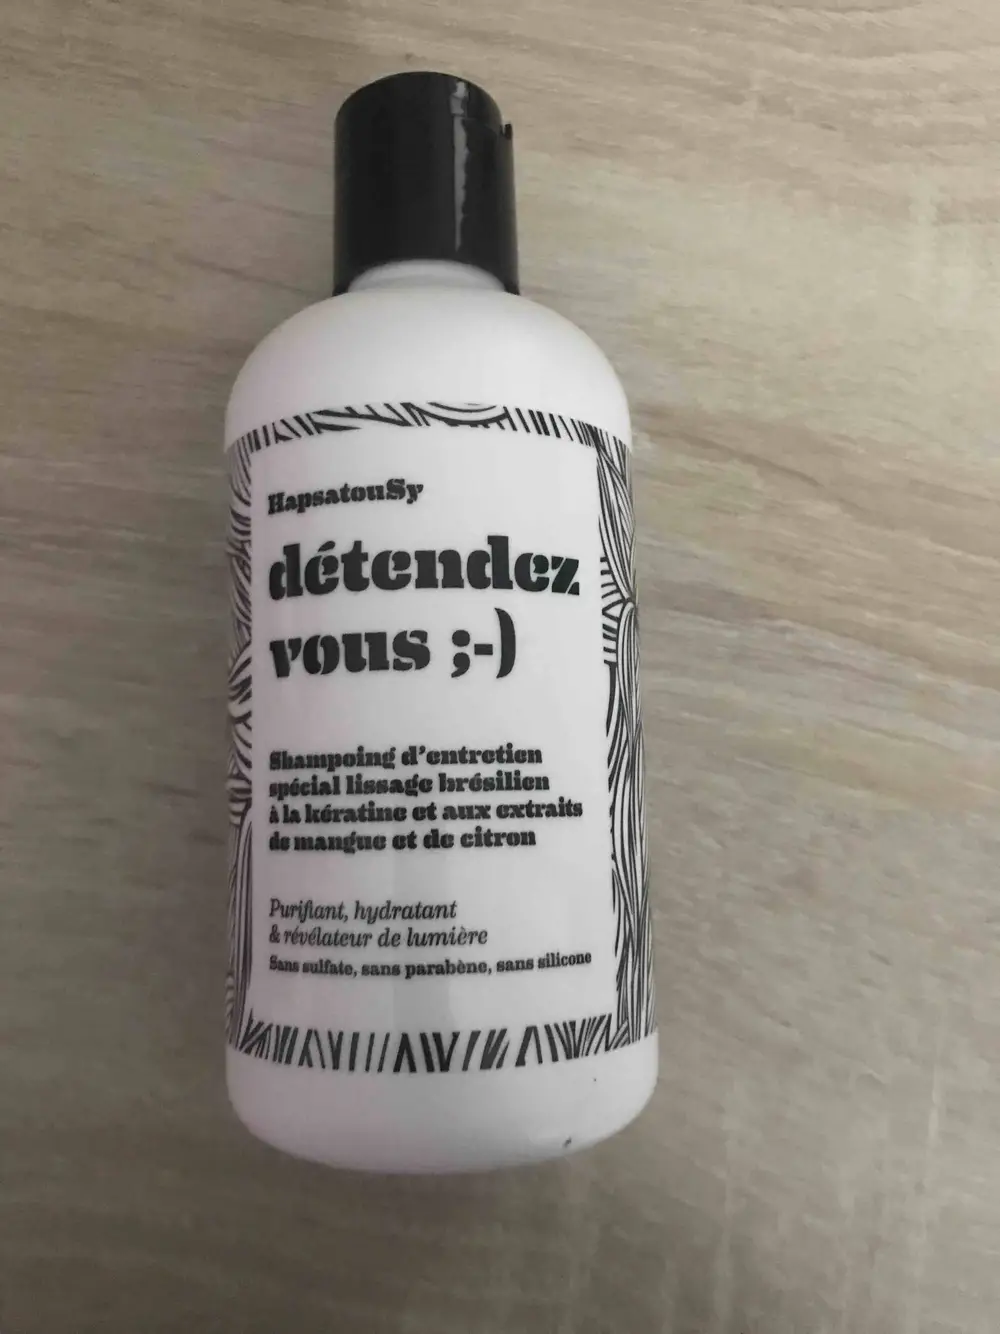 HapsatouSy
détendez
vous ;-)
Shampoing d'entretien
spécial lissage brésilien
à la kératine et aux extraits
de mangue et de citron
Purifiant, hydratant
& révélateur de lumière
Sans sulfate, sans parabène, sans silicone